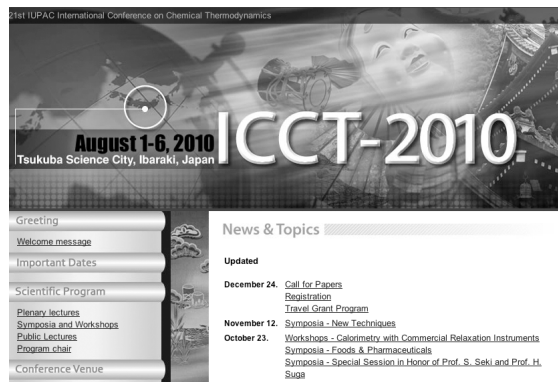 21st IUPAC International Conference on Chemical Thermodynamics
August 1-6, 2010
Tsukuba Science City, Ibaraki, Japan
ICCT-2010
Greeting
Welcome message
Important Dates
Scientific Program
Plenary lectures
Symposia and Workshops
Public Lectures
Program chair
Conference Venue
News & Topics
Updated
December 24. Call for Papers
Registration
Travel Grant Program
November 12. Symposia - New Techniques
October 23. Workshops - Calorimetry with Commercial Relaxation Instruments
Symposia - Foods & Pharmaceuticals
Symposia - Special Session in Honor of Prof. S. Seki and Prof. H.
Suga